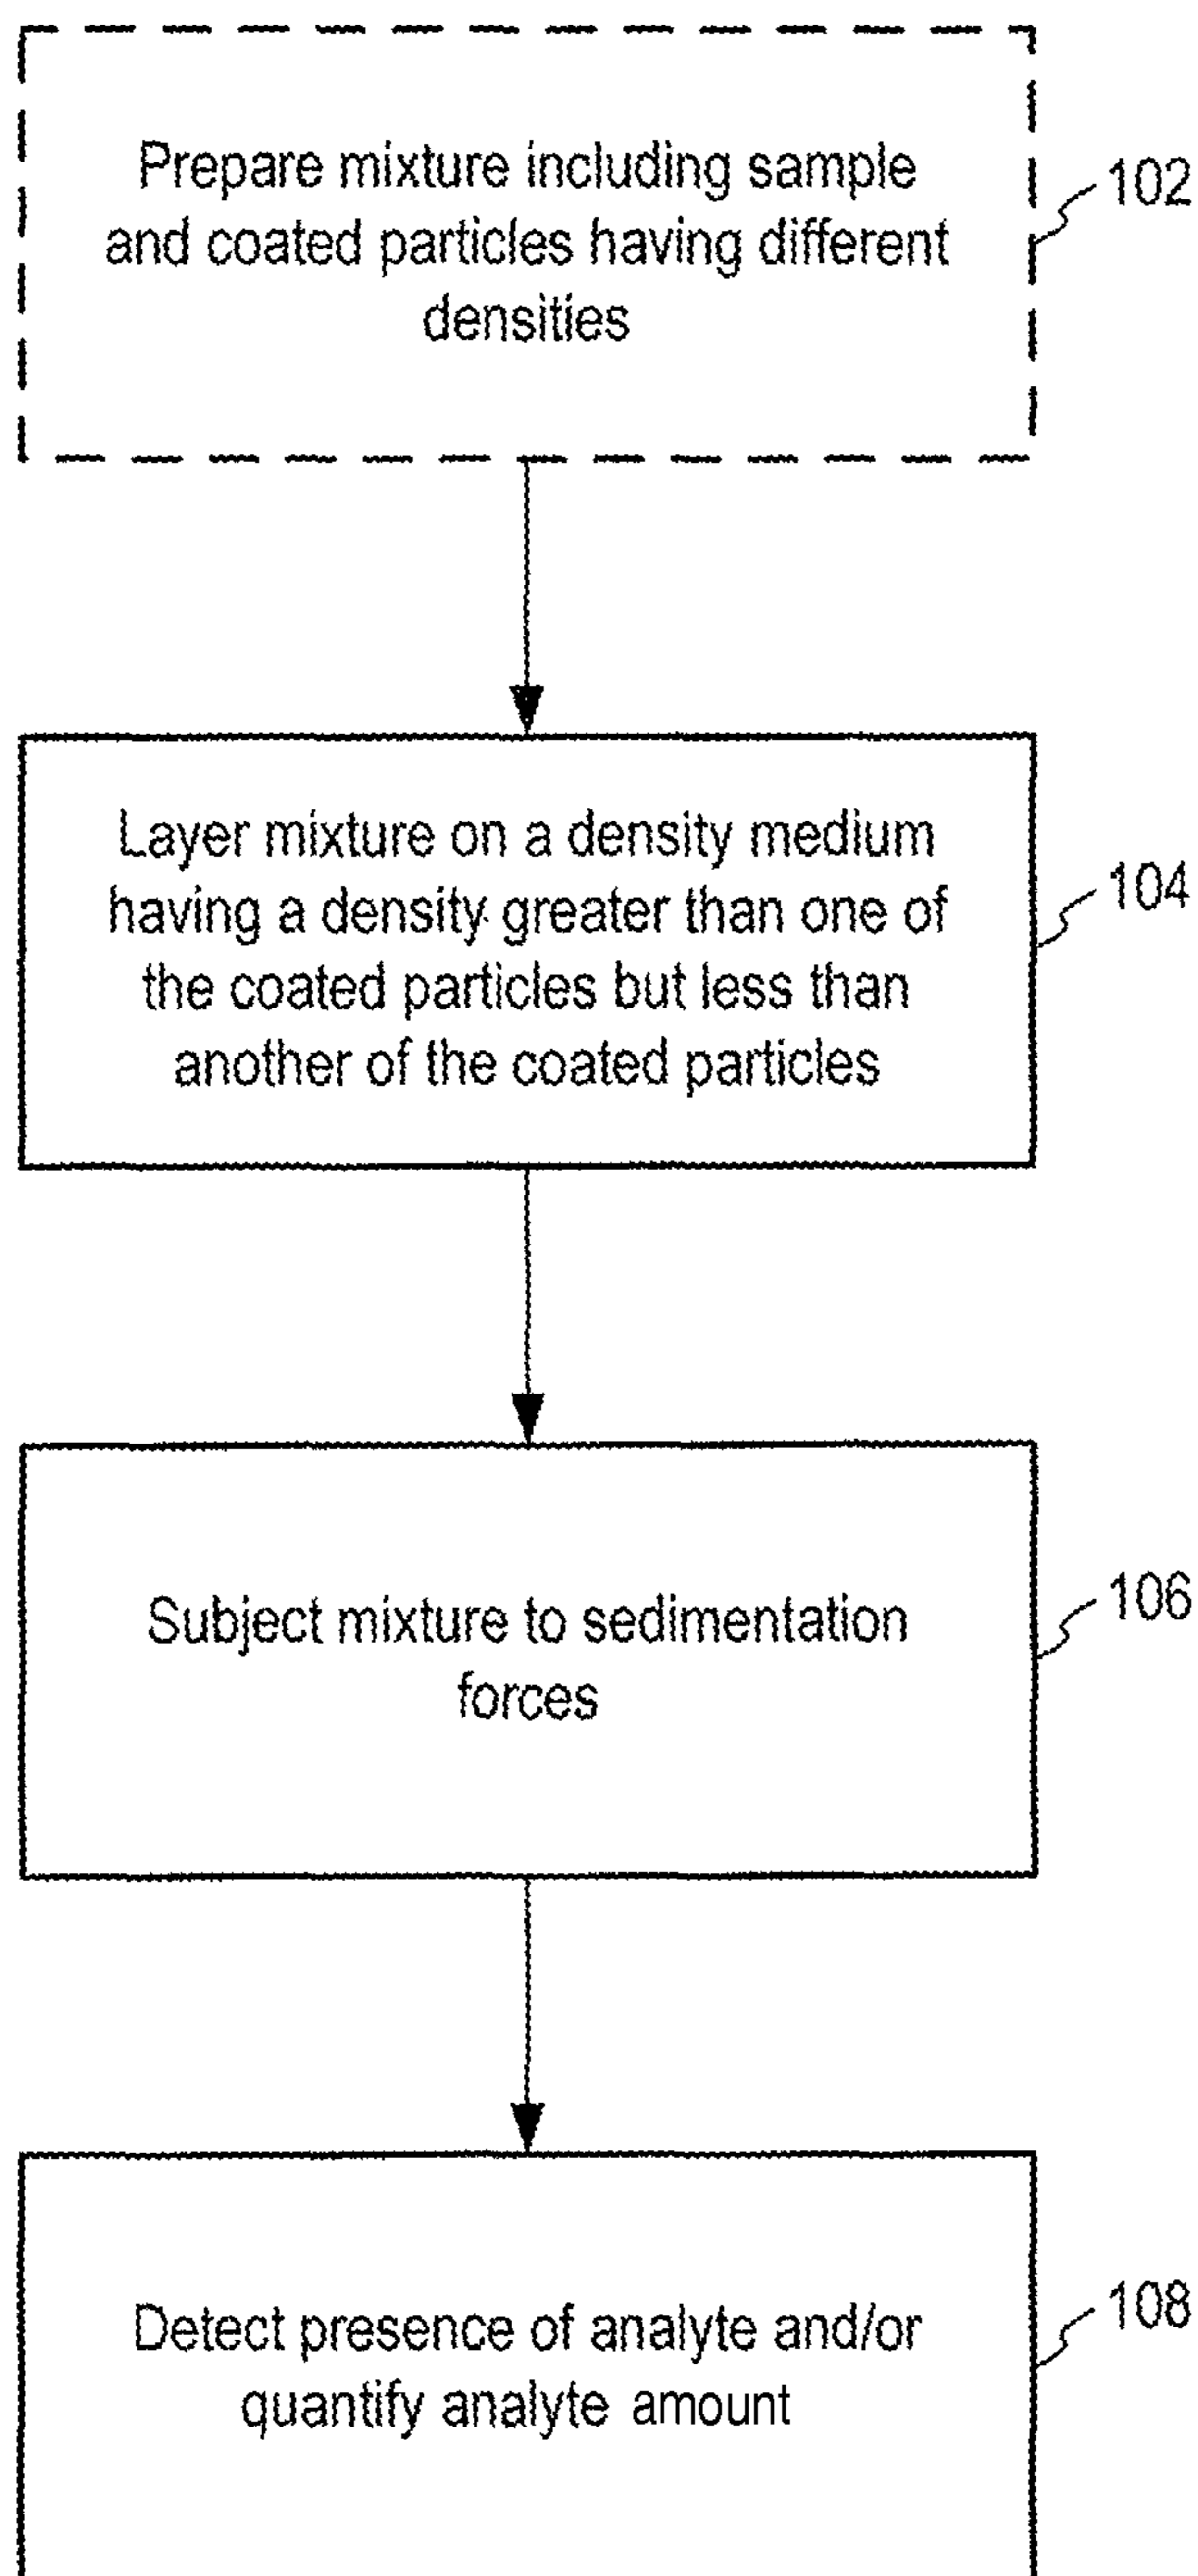 Prepare mixture including sample
and coated particles having different
densities
102
Layer mixture on a density medium
having a density greater than one of
the coated particles but less than
another of the coated particles
104
Subject mixture to sedimentation
forces
106
Detect presence of analyte and/or
quantify analyte amount
108